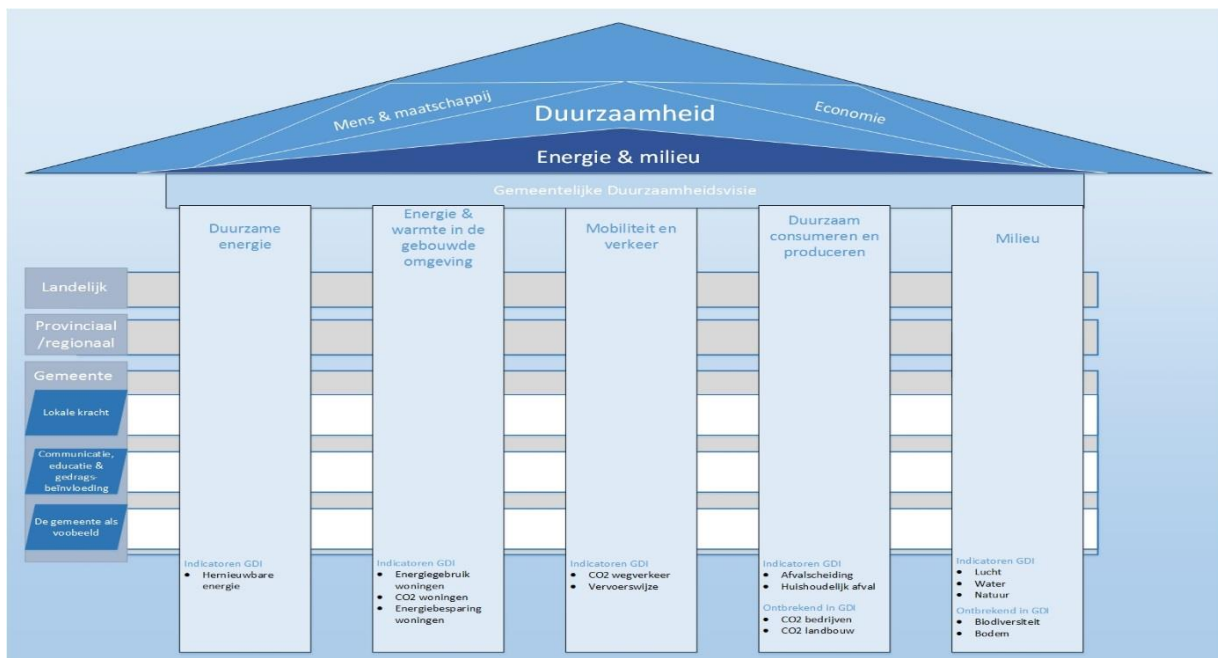 Mens & maatschappij
Duurzaamheid
Economie
Energie & milieu
Gemeentelijke Duurzaamheidsvisie
Duurzame
energie
Energie &
warmte in de
gebouwde
omgeving
Mobiliteit en
verkeer
Duurzaam
consumeren en
produceren
Milieu
Landelijk
Provinciaal
/regionaal
Gemeente
Lokale kracht
Communicatie,
educatie &
gedrags-
beïnvloeding
De gemeente als
voobeeld
Indicatoren GDI
• Hernieuwbare
energie
Indicatoren GDI
• Energiegebruik
woningen
• CO2 woningen
• Energiebesparing
woningen
Indicatoren GDI
• CO2 wegverkeer
• Vervoerswijze
Indicatoren GDI
• Afvalscheiding
• Huishoudelijk afval
Ontbrekend in GDI
• CO2 bedrijven
• CO2 landbouw
Indicatoren GDI
• Lucht
• Water
• Natuur
Ontbrekend in GDI
• Biodiversiteit
• Bodem